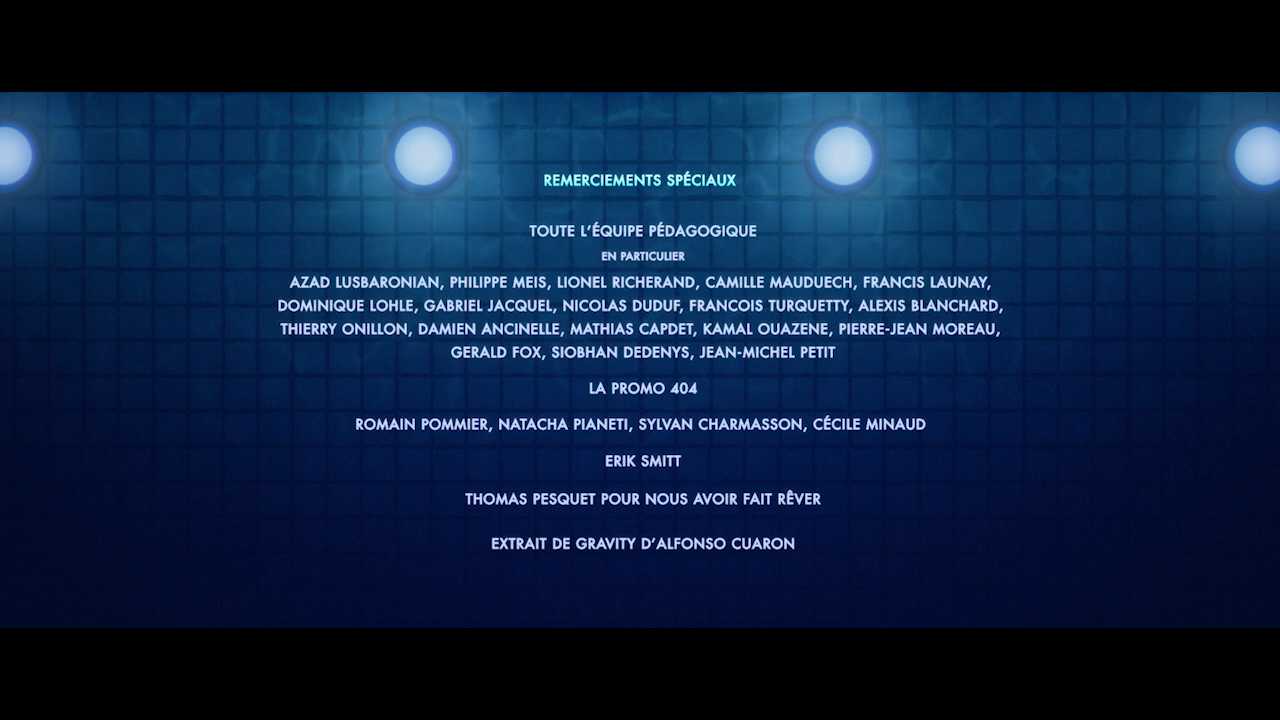 REMERCIEMENTS SPÉCIAUX
TOUTE L'ÉQUIPE PÉDAGOGIQUE
EN PARTICULIER
AZAD LUSBARONIAN, PHILIPPE MEIS, LIONEL RICHERAND, CAMILLE MAUDUECH, FRANCIS LAUNAY,
DOMINIQUE LOHLE, GABRIEL JACQUEL, NICOLAS DUDUF, FRANCOIS TURQUETTY, ALEXIS BLANCHARD,
THIERRY ONILLON, DAMIEN ANCINELLE, MATHIAS CAPDET, KAMAL OUAZENE, PIERRE-JEAN MOREAU,
GERALD FOX, SIOBHAN DEDENYS, JEAN-MICHEL PETIT
LA PROMO 404
ROMAIN POMMIER, NATACHA PIANETI, SYLVAN CHARMASSON, CÉCILE MINAUD
ERIK SMITT
THOMAS PESQUET POUR NOUS AVOIR FAIT RÊVER
EXTRAIT DE GRAVITY D'ALFONSO CUARON